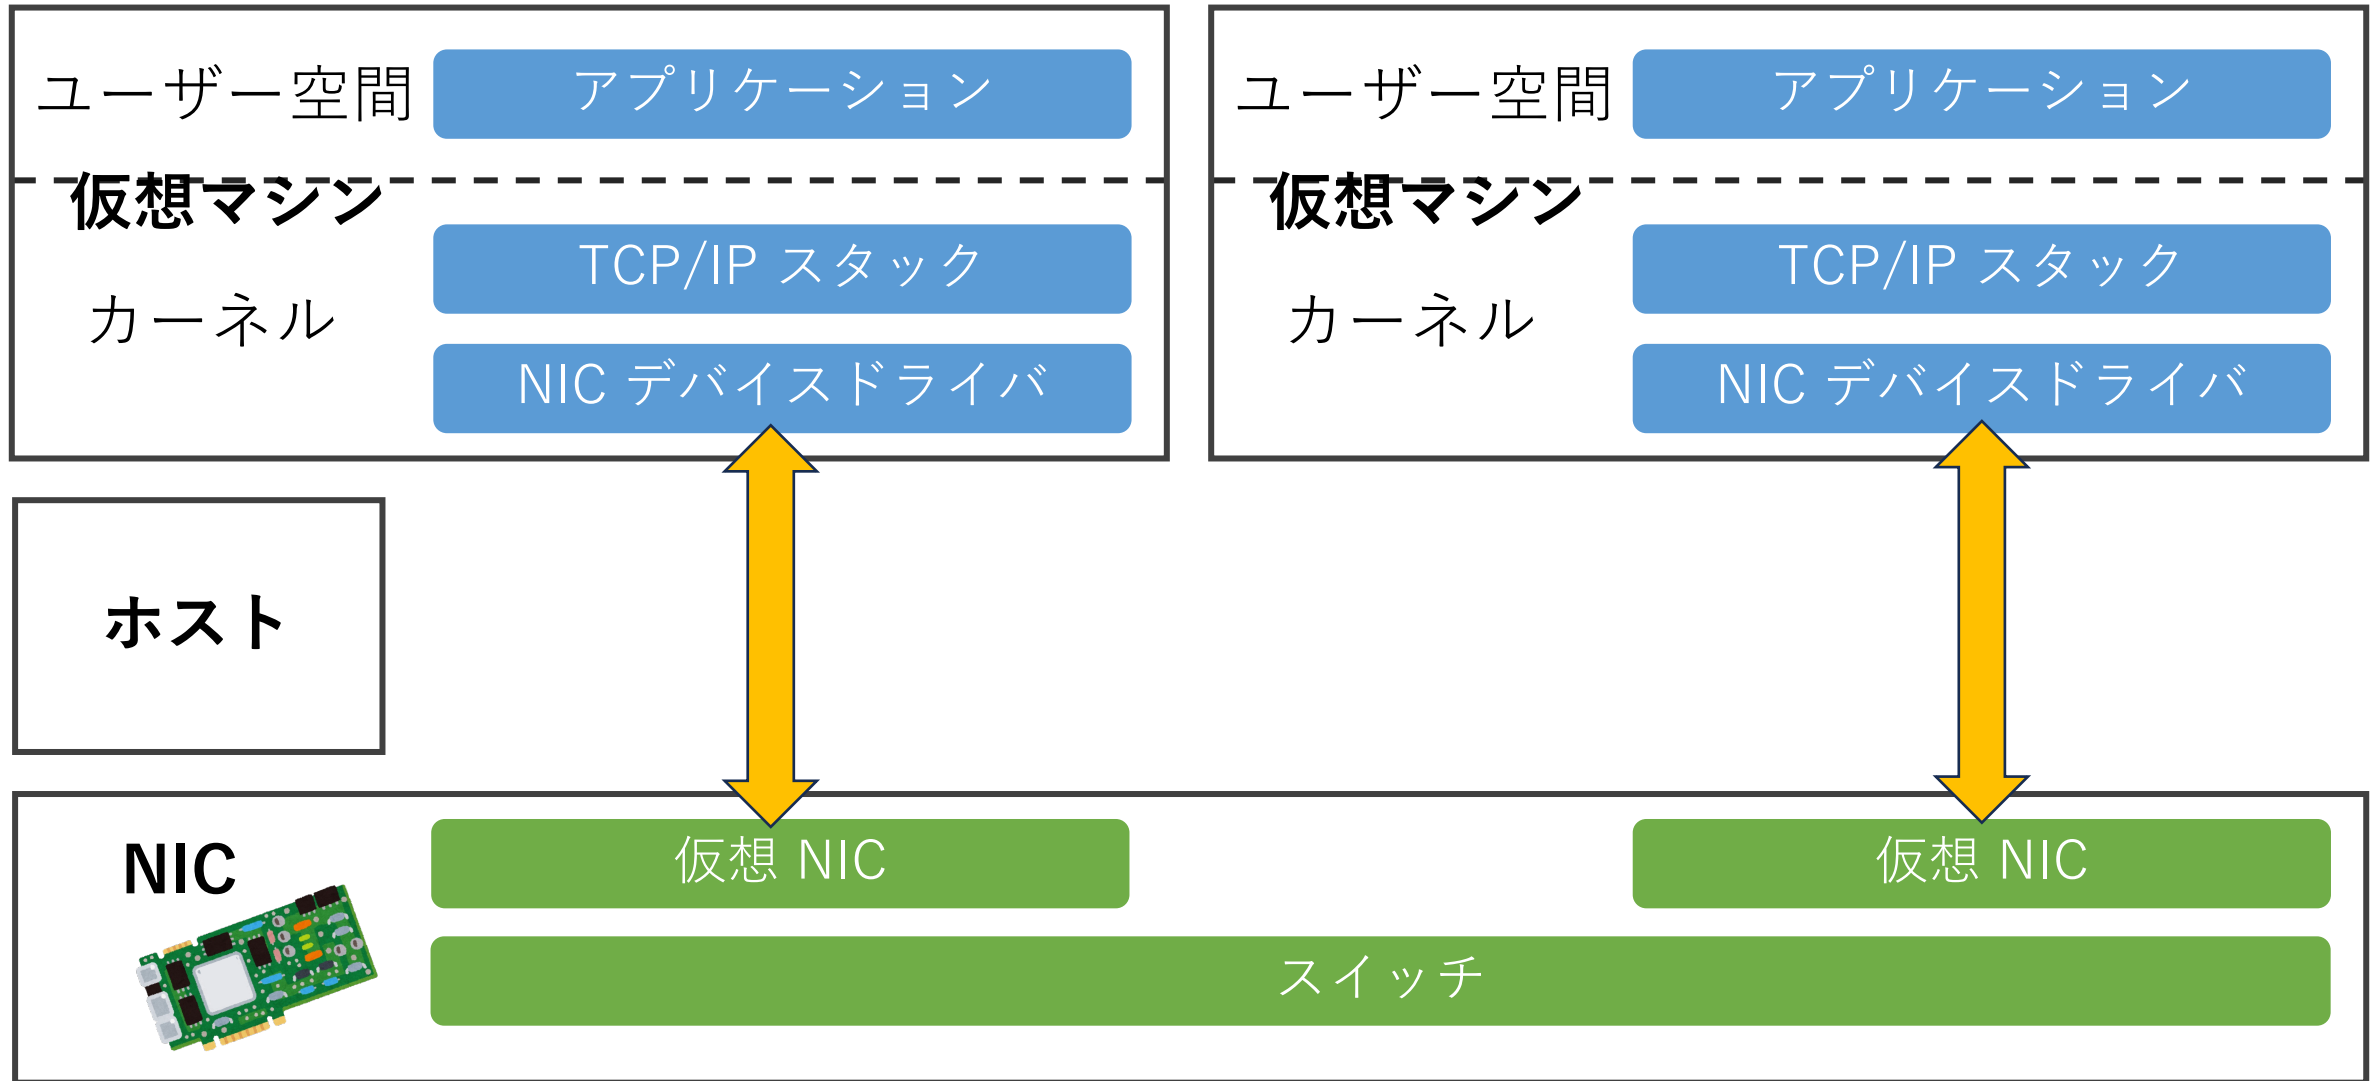 ユーザー空間
アプリケーション
仮想マシン
TCP/IP スタック
カーネル
NIC デバイスドライバ
ユーザー空間
アプリケーション
仮想マシン
TCP/IP スタック
カーネル
NIC デバイスドライバ
ホスト
NIC
仮想 NIC
仮想 NIC
スイッチ